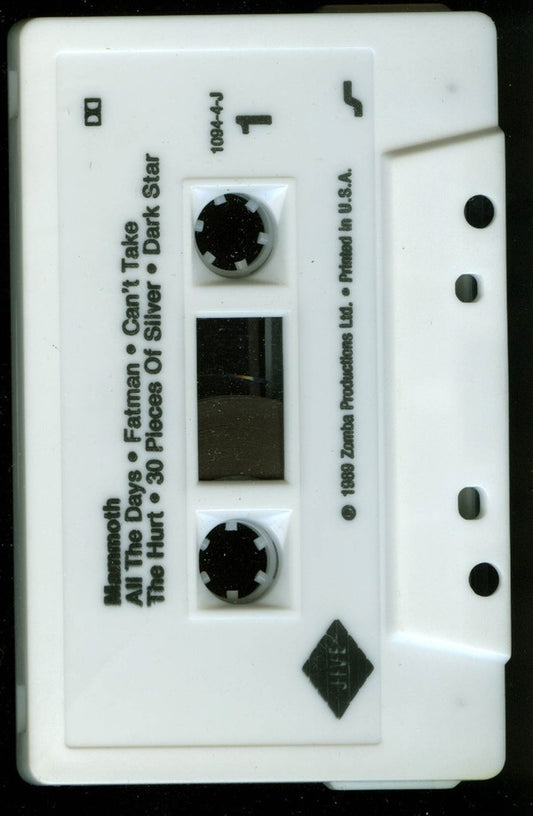 1094-4-J
1
Mammoth
All The Days • Fatman • Can't Take
The Hurt • 30 Pieces Of Silver • Dark Star
℗ 1989 Zomba Productions Ltd. • Printed in U.S.A.
JIVE